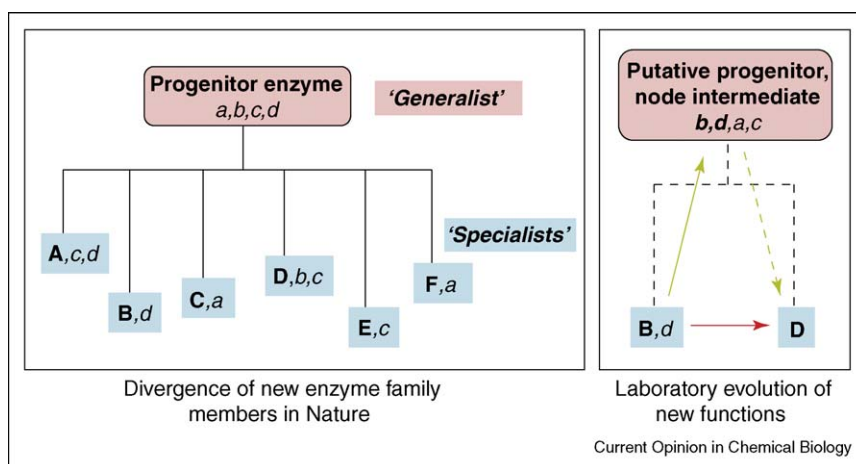 Progenitor enzyme
a,b,c,d
'Generalist'
'Specialists'
A,c,d
B,d
C,a
D,b,c
E,c
F,a
Divergence of new enzyme family
members in Nature
Putative progenitor,
node intermediate
b,d,a,c
B,d
D
Laboratory evolution of
new functions
Current Opinion in Chemical Biology